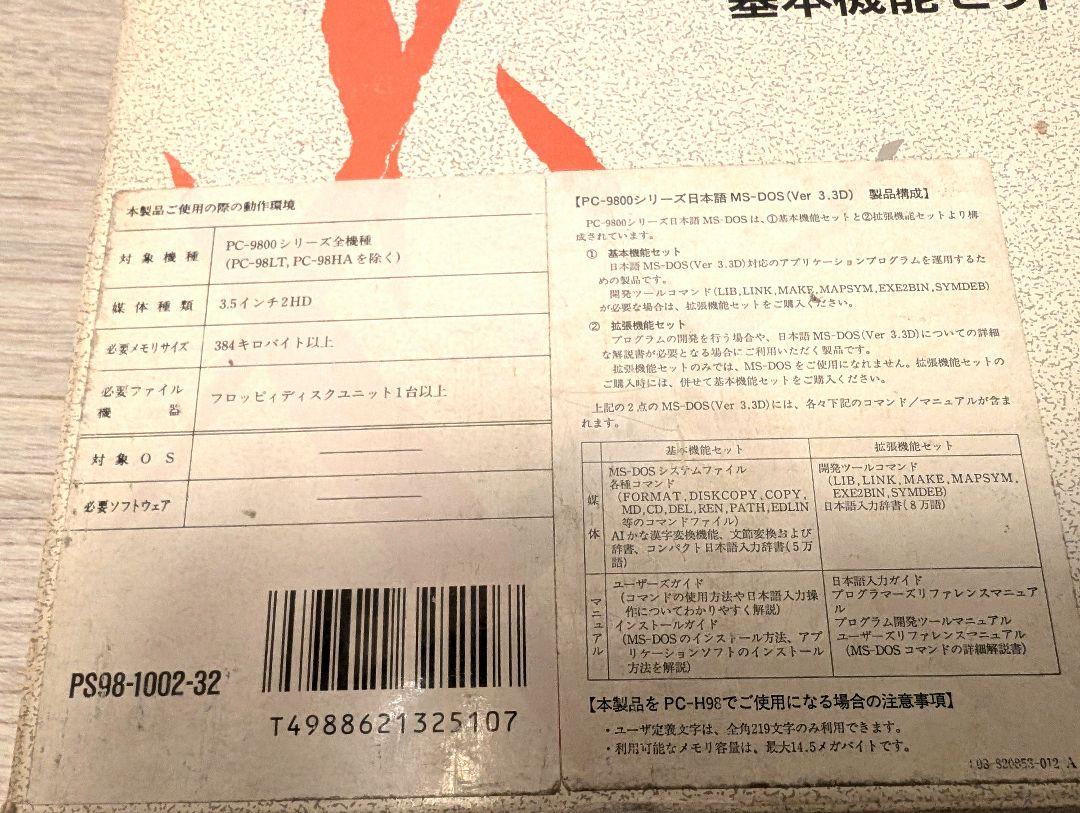 基本機能セット
本製品ご使用の際の動作環境
対象機種
PC-9800シリーズ全機種
(PC-98LT, PC-98HAを除く)
媒体種類
3.5インチ2HD
必要メモリサイズ
384キロバイト以上
必要ファイル
機器
フロッピィディスクユニット1台以上
対象OS
必要ソフトウェア
PS98-1002-32
T4988621325107
【PC-9800シリーズ日本語MS-DOS(Ver 3.3D) 製品構成】
PC-9800シリーズ日本語MS-DOSは、①基本機能セットと②拡張機能セットより構
成されています。
① 基本機能セット
日本語MS-DOS(Ver 3.3D)対応のアプリケーションプログラムを運用するた
めの製品です。
開発ツールコマンド(LIB,LINK,MAKE,MAPSYM,EXE2BIN,SYMDEB)
が必要な場合は、拡張機能セットをご購入ください。
② 拡張機能セット
プログラムの開発を行う場合や、日本語MS-DOS(Ver 3.3D)についての詳細
な解説書が必要となる場合にご利用いただく製品です。
拡張機能セットのみでは、MS-DOSをご使用になれません。拡張機能セットの
ご購入時には、併せて基本機能セットをご購入ください。
上記の2点のMS-DOS(Ver 3.3D)には、各々下記のコマンド/マニュアルが含ま
れます。
基本機能セット
拡張機能セット
媒体
MS-DOSシステムファイル
各種コマンド
(FORMAT,DISKCOPY,COPY,
MD,CD,DEL,REN,PATH,EDLIN
等のコマンドファイル)
AIかな漢字変換機能、文節変換および
辞書、コンパクト日本語入力辞書(5万
語)
開発ツールコマンド
(LIB,LINK,MAKE,MAPSYM,
EXE2BIN,SYMDEB)
日本語入力辞書(8万語)
マニュアル
ユーザーズガイド
(コマンドの使用方法や日本語入力操
作についてわかりやすく解説)
インストールガイド
(MS-DOSのインストール方法、アプ
リケーションソフトのインストール
方法を解説)
日本語入力ガイド
プログラマーズリファレンスマニュア
ル
プログラム開発ツールマニュアル
ユーザーズリファレンスマニュアル
(MS-DOSコマンドの詳細解説書)
【本製品をPC-H98でご使用になる場合の注意事項】
・ユーザ定義文字は、全角219文字のみ利用できます。
・利用可能なメモリ容量は、最大14.5メガバイトです。